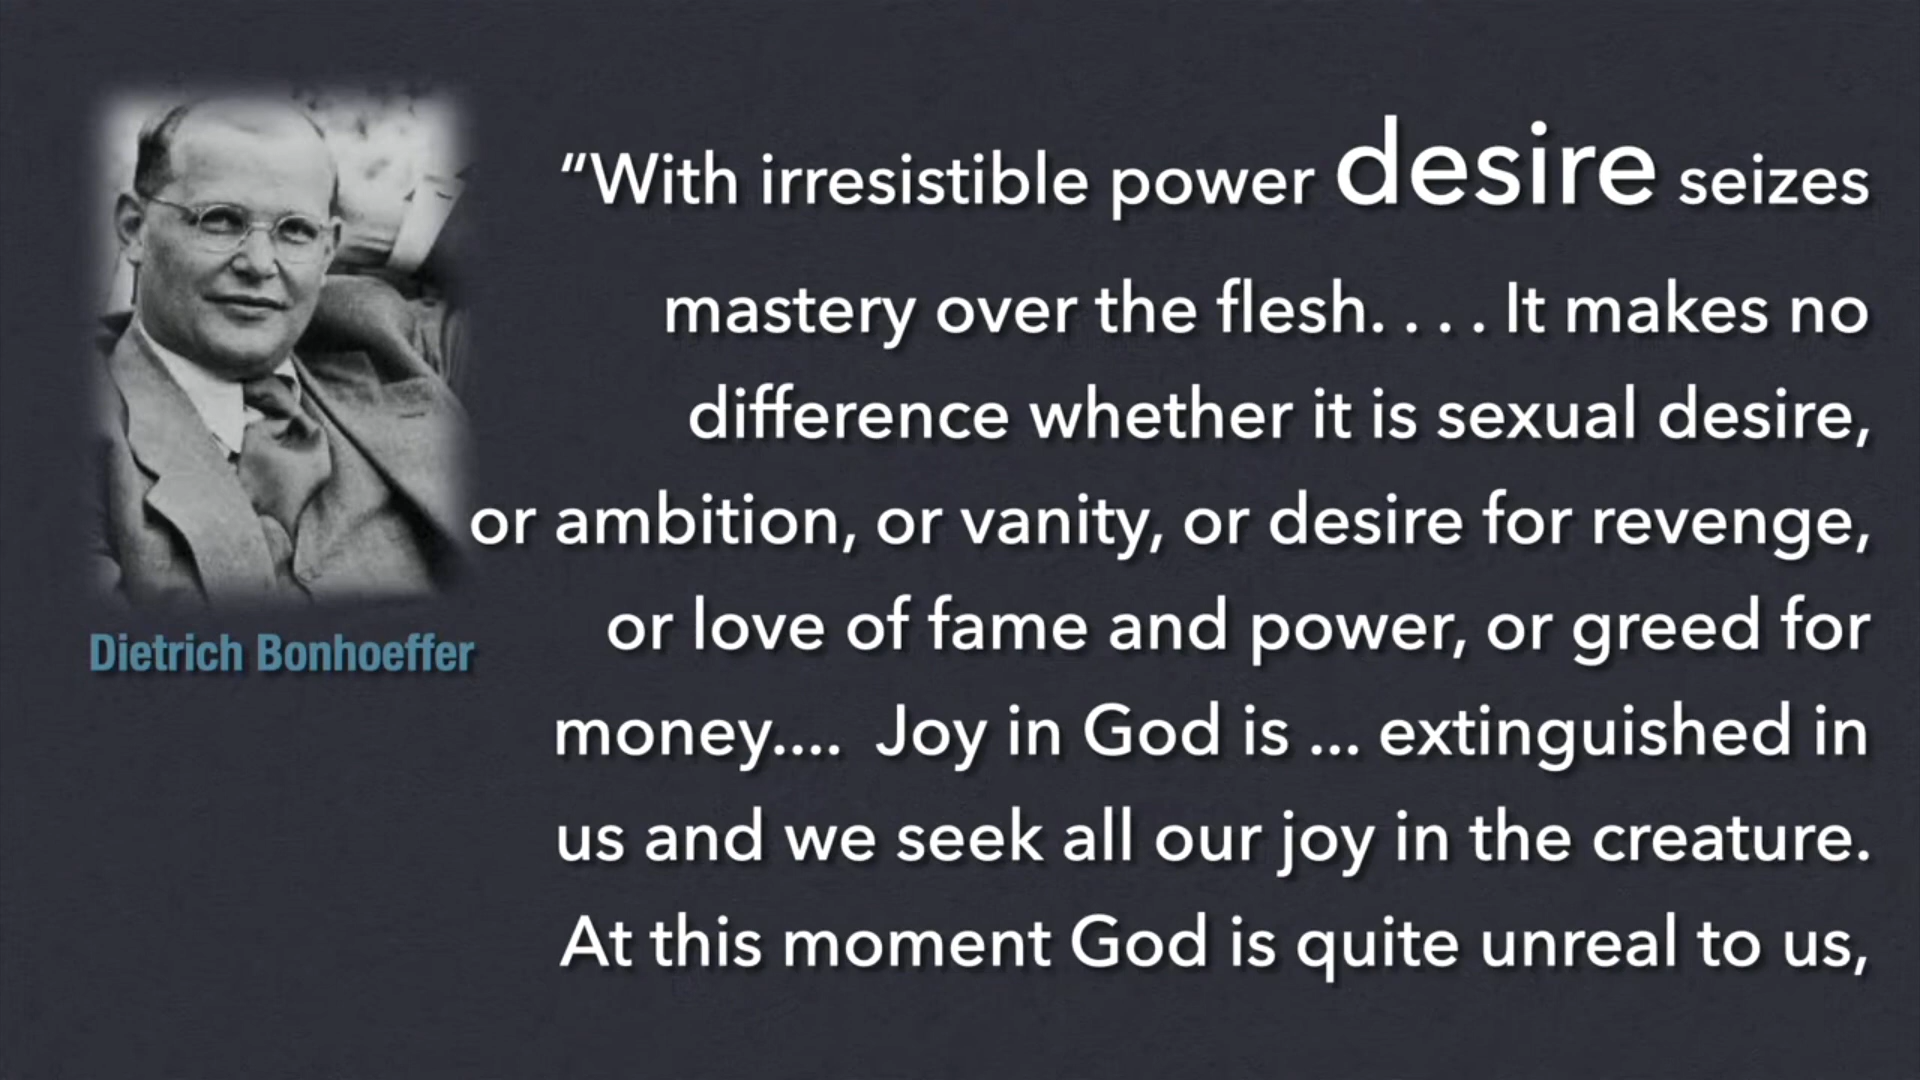 “With irresistible power desire seizes
mastery over the flesh. . . . It makes no
difference whether it is sexual desire,
or ambition, or vanity, or desire for revenge,
or love of fame and power, or greed for
money.... Joy in God is ... extinguished in
us and we seek all our joy in the creature.
At this moment God is quite unreal to us,
Dietrich Bonhoeffer